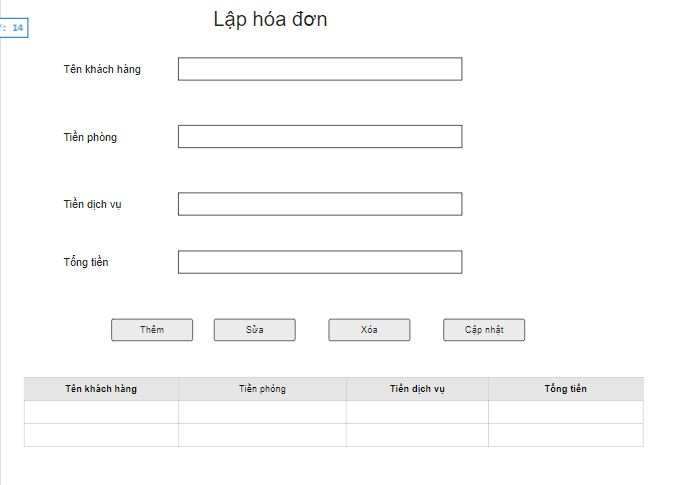 Lập hóa đơn
: 14
Tên khách hàng
Tiền phòng
Tiền dịch vụ
Tổng tiền
Thêm Sửa Xóa Cập nhật
Tên khách hàng Tiền phòng Tiền dịch vụ Tổng tiền